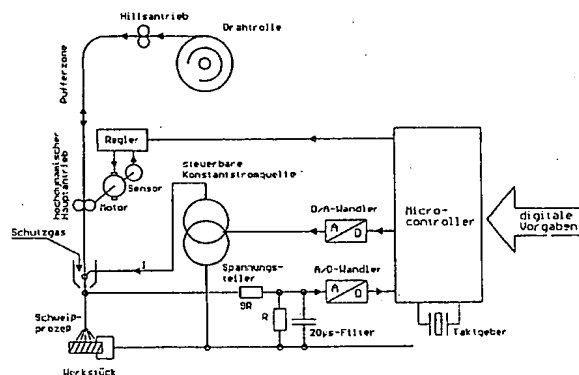 Hilfsantrieb
Drahtrolle
Pufferzone
Regler
steuerbare
Konstantstromquelle
Sensor
Motor
hochdynamischer
Hauptantrieb
Schutzgas
I
D/A-Wandler
A
D
Micro-
controller
digitale
Vorgaben
Spannungs-
teiler
9R
R
A/D-Wandler
A
D
20µs-Filter
Taktgeber
Schweiß-
prozeß
Werkstück